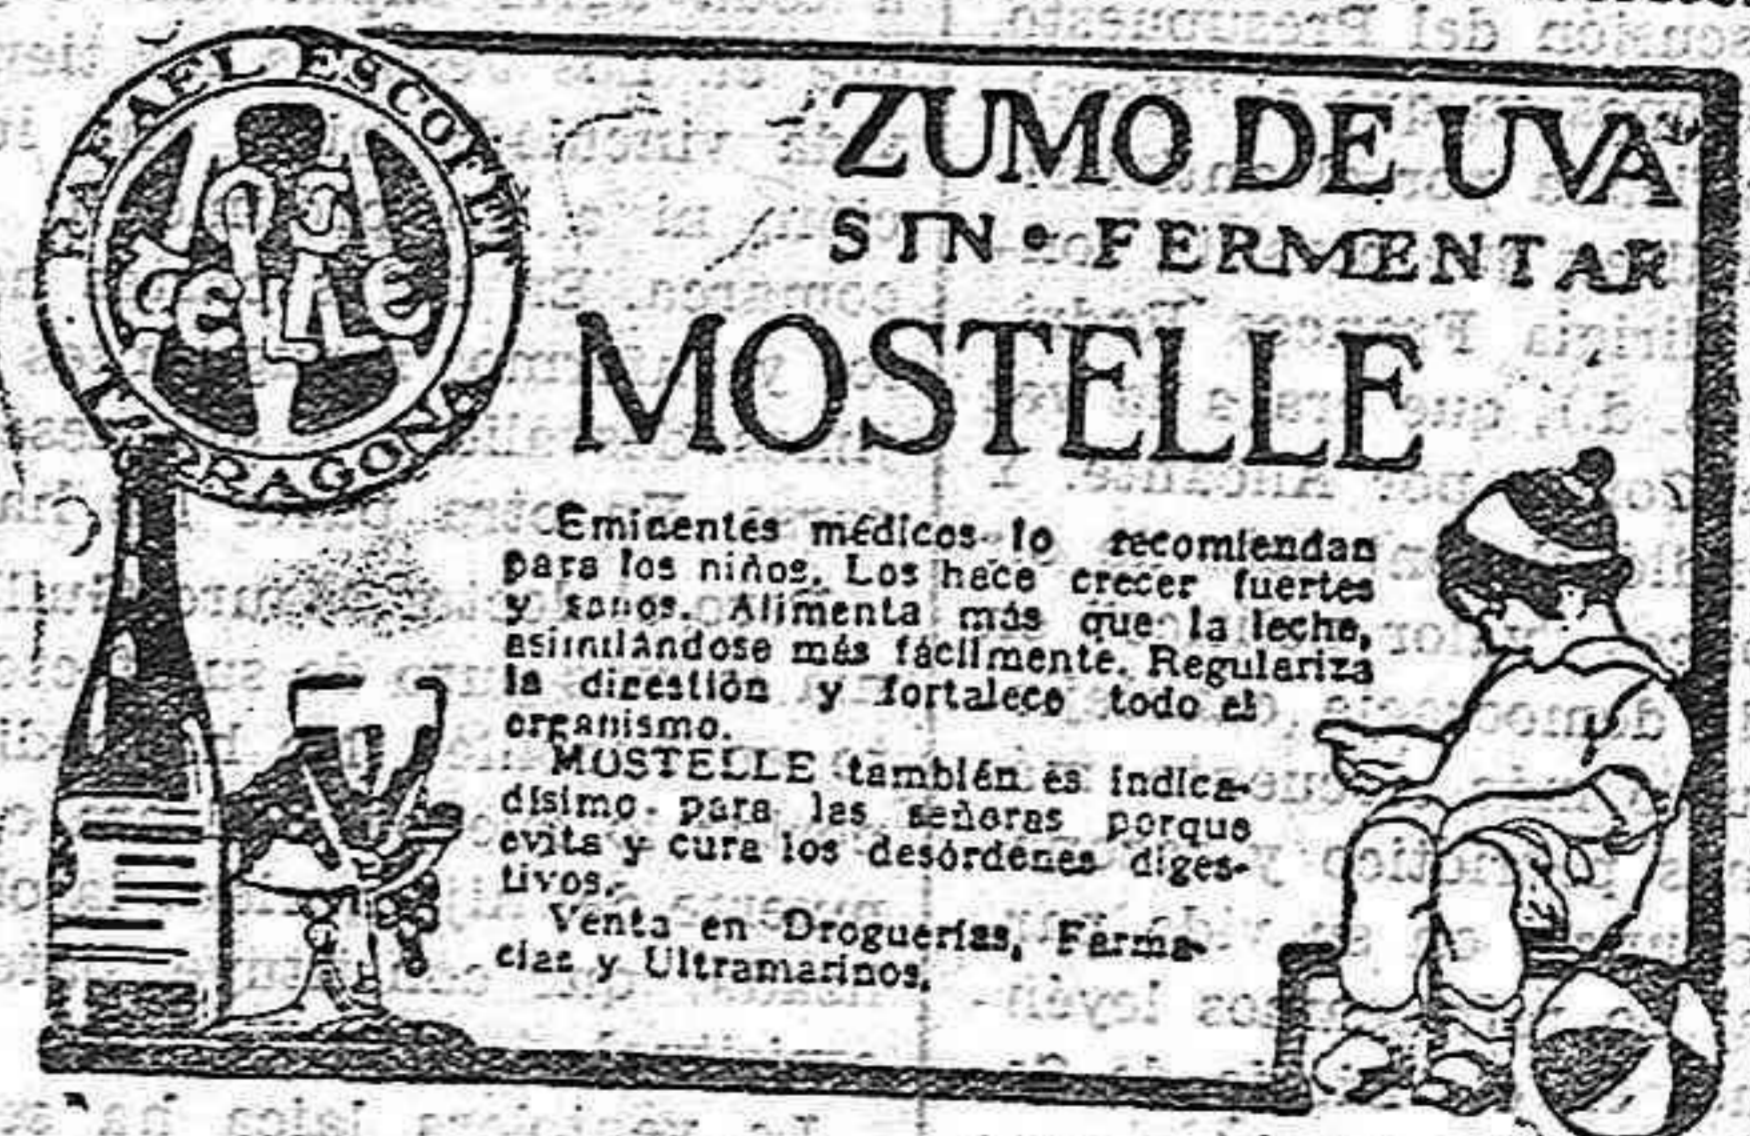 RAFAEL ESCOFET
TARRAGONA
ZUMO DE UVA
SIN • FERMENTAR
MOSTELLE
Eminentes médicos lo recomiendan
para los niños. Los hace crecer fuertes
y sanos. Alimenta más que la leche,
asimilándose más fácilmente. Regulariza
la digestión y fortalece todo el
organismo.
MOSTELLE también es indica-
dísimo para las señoras porque
evita y cura los desórdenes diges-
tivos.
Venta en Droguerías, Farma-
cias y Ultramarinos.